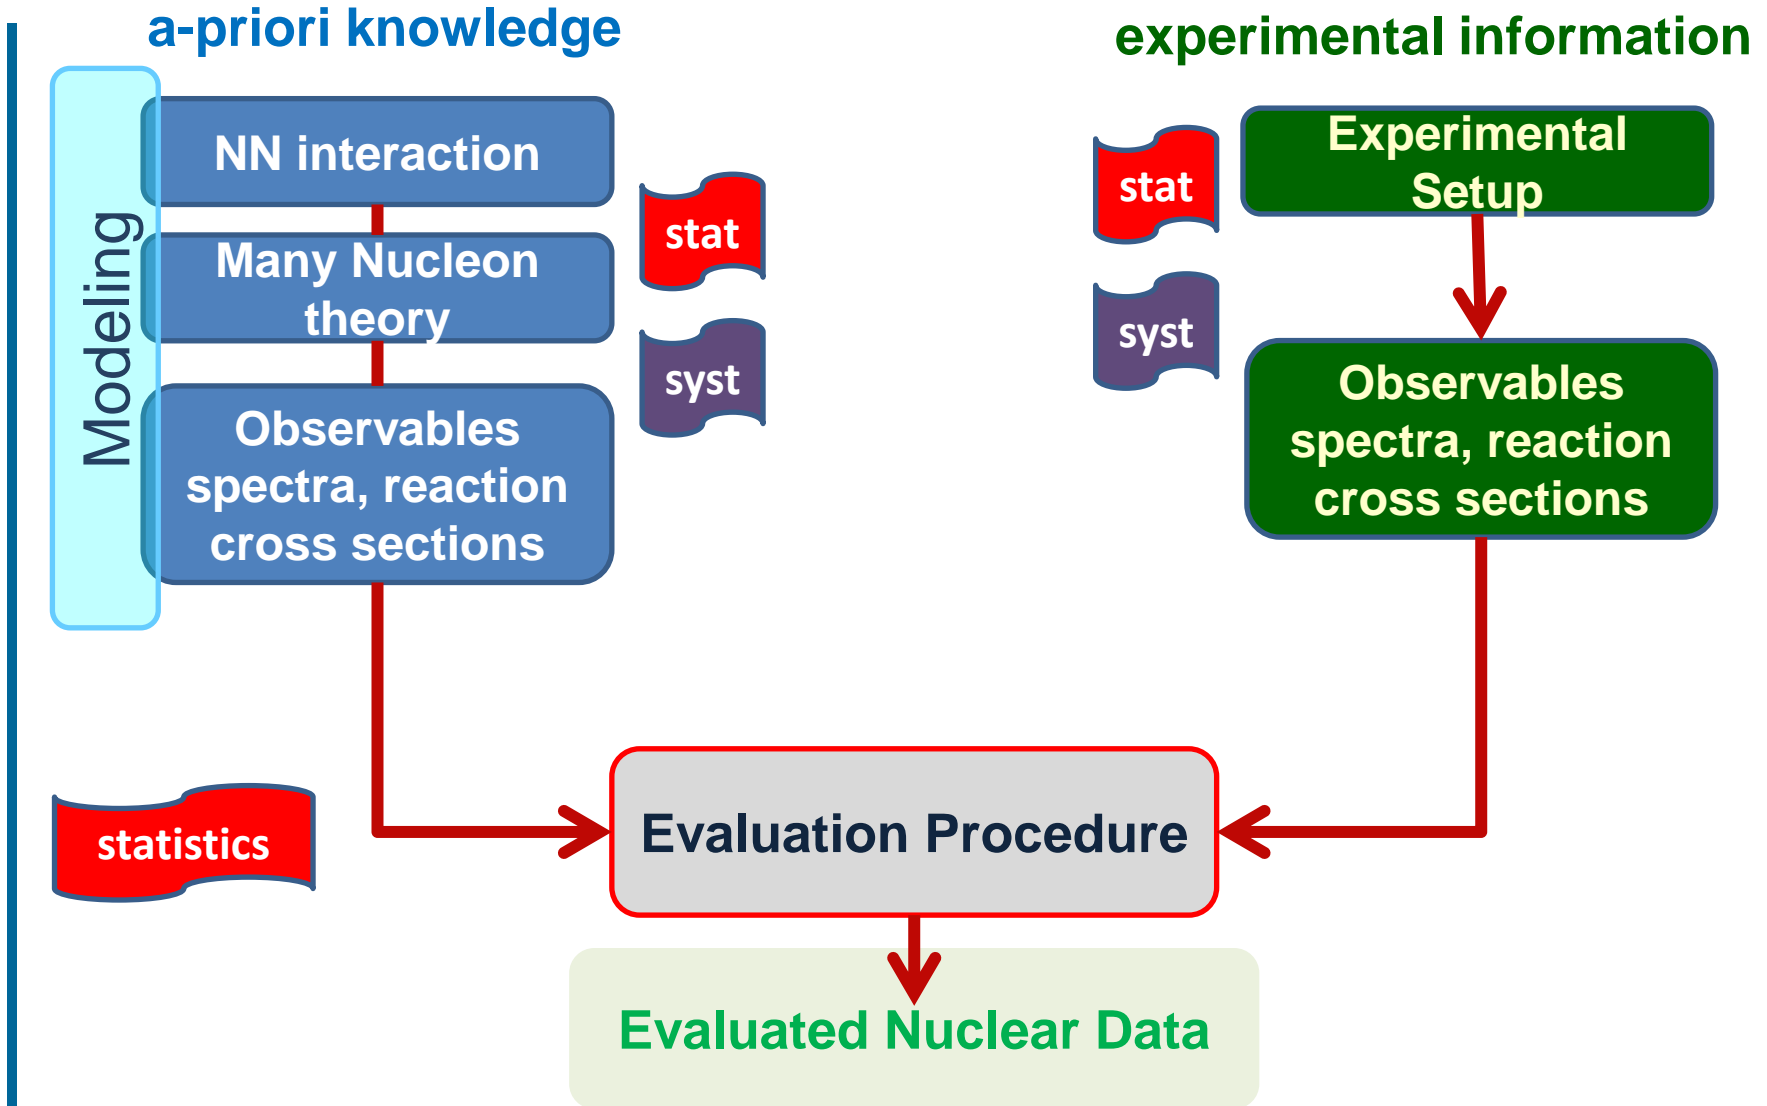 a-priori knowledge
experimental information
Modeling
NN interaction
Many Nucleon
theory
Observables
spectra, reaction
cross sections
stat
syst
stat
syst
Experimental
Setup
Observables
spectra, reaction
cross sections
statistics
Evaluation Procedure
Evaluated Nuclear Data